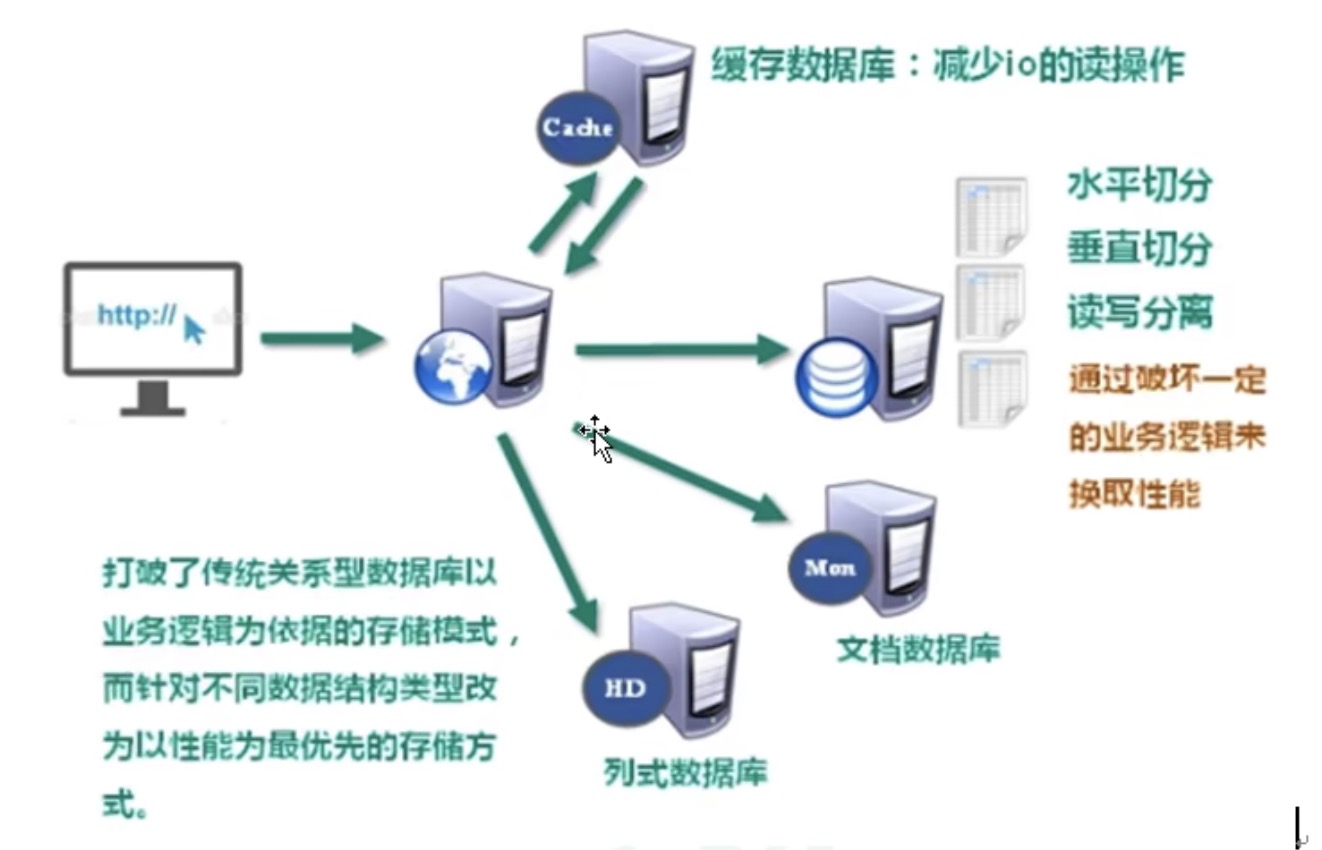 缓存数据库：减少io的读操作
Cache
水平切分
垂直切分
读写分离
通过破坏一定
的业务逻辑来
换取性能
http://
Mon
文档数据库
HD
列式数据库
打破了传统关系型数据库以
业务逻辑为依据的存储模式，
而针对不同数据结构类型改
为以性能为最优先的存储方
式。